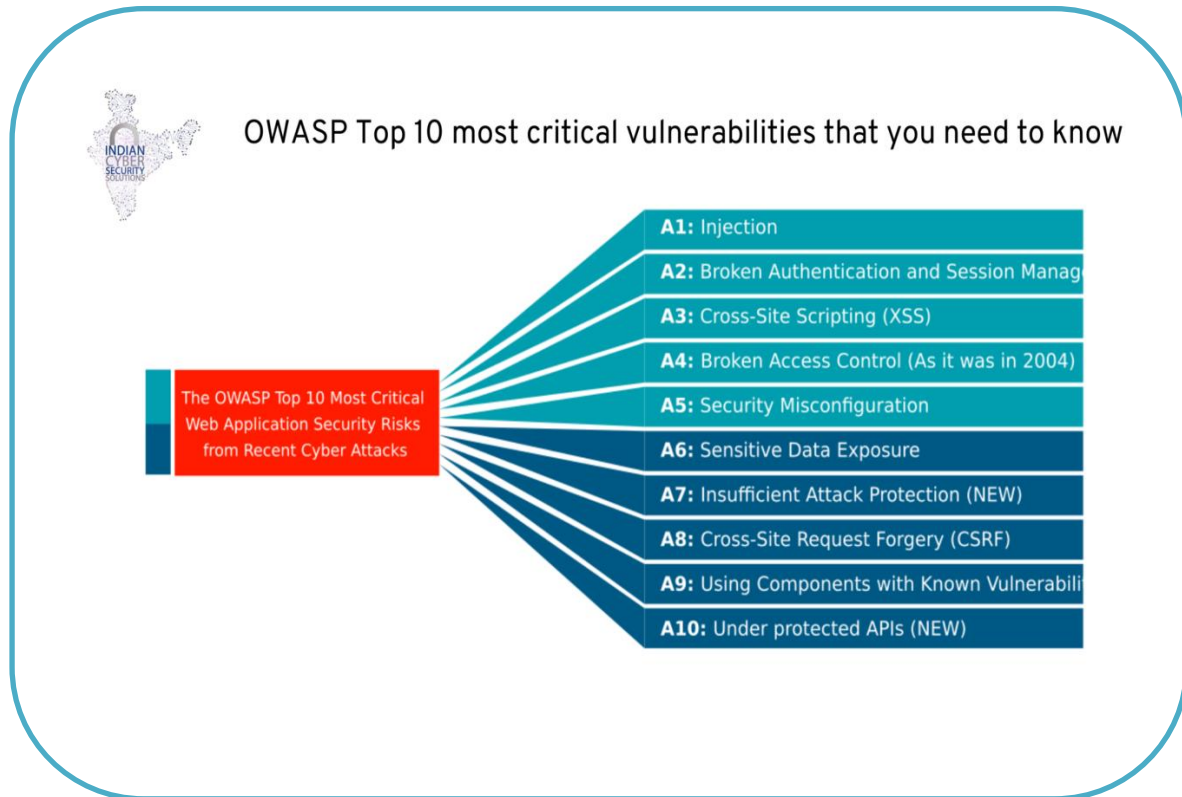 INDIAN
CYBER
SECURITY
SOLUTIONS
OWASP Top 10 most critical vulnerabilities that you need to know
The OWASP Top 10 Most Critical
Web Application Security Risks
from Recent Cyber Attacks
A1: Injection
A2: Broken Authentication and Session Manag
A3: Cross-Site Scripting (XSS)
A4: Broken Access Control (As it was in 2004)
A5: Security Misconfiguration
A6: Sensitive Data Exposure
A7: Insufficient Attack Protection (NEW)
A8: Cross-Site Request Forgery (CSRF)
A9: Using Components with Known Vulnerabili
A10: Under protected APIs (NEW)